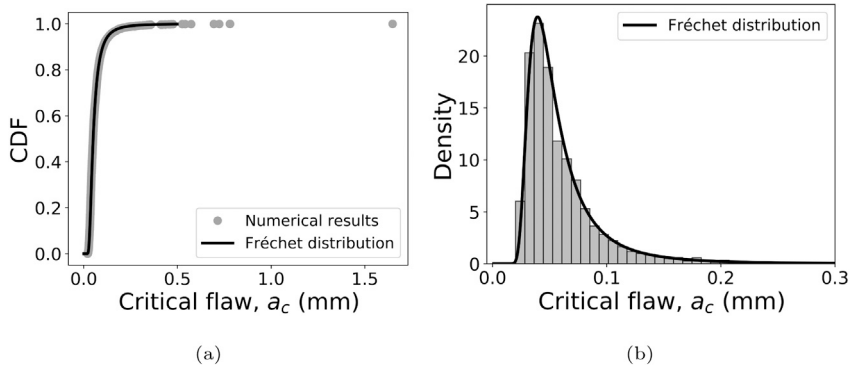 1.0
0.8
0.6
0.4
0.2
0.0
CDF
Numerical results
Fréchet distribution
0.0 0.5 1.0 1.5
Critical flaw, a_c (mm)
(a)
20
15
10
5
0
Density
Fréchet distribution
0.0 0.1 0.2 0.3
Critical flaw, a_c (mm)
(b)